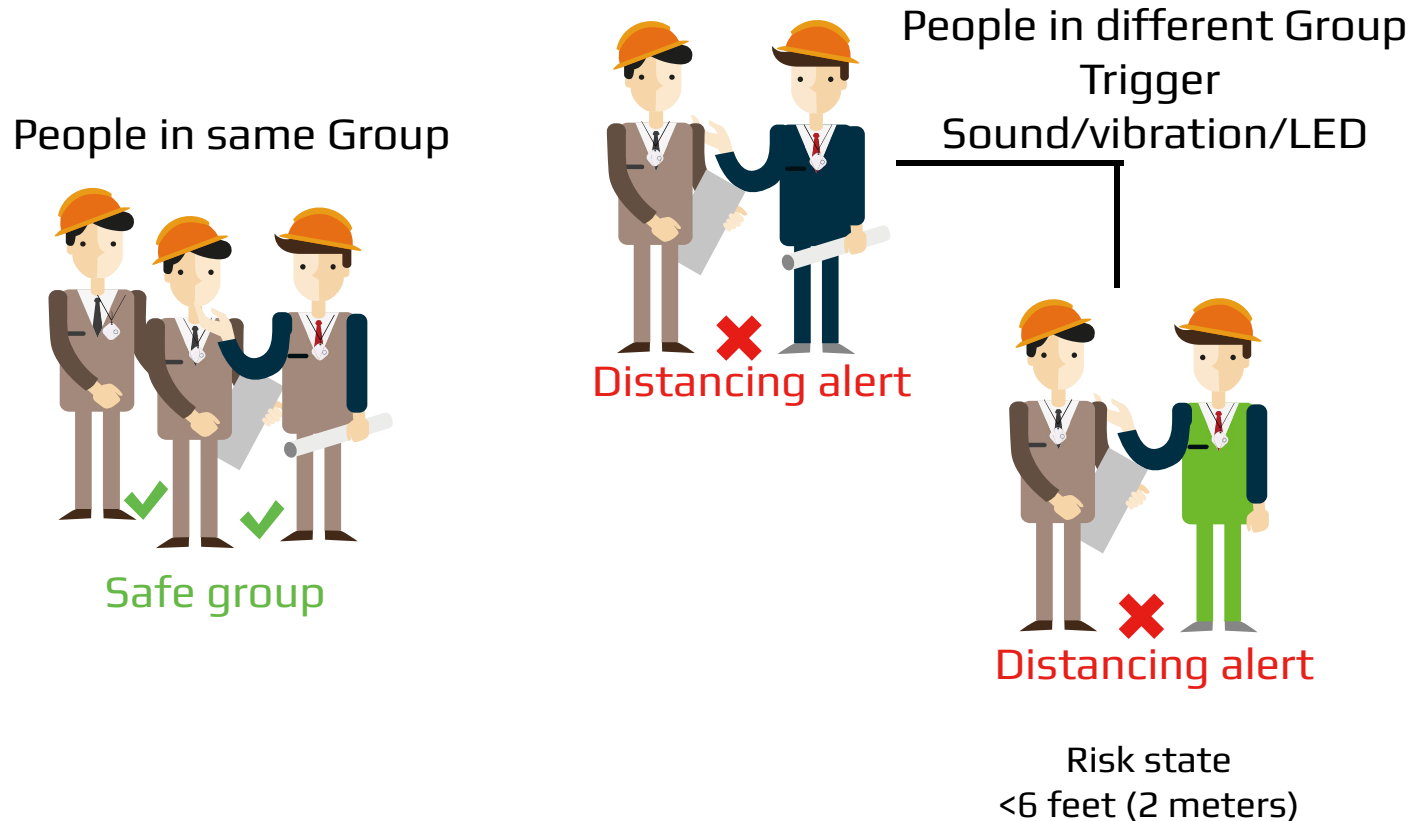 People in same Group
Safe group
People in different Group
Trigger
Sound/vibration/LED
Distancing alert
Distancing alert
Risk state
<6 feet (2 meters)